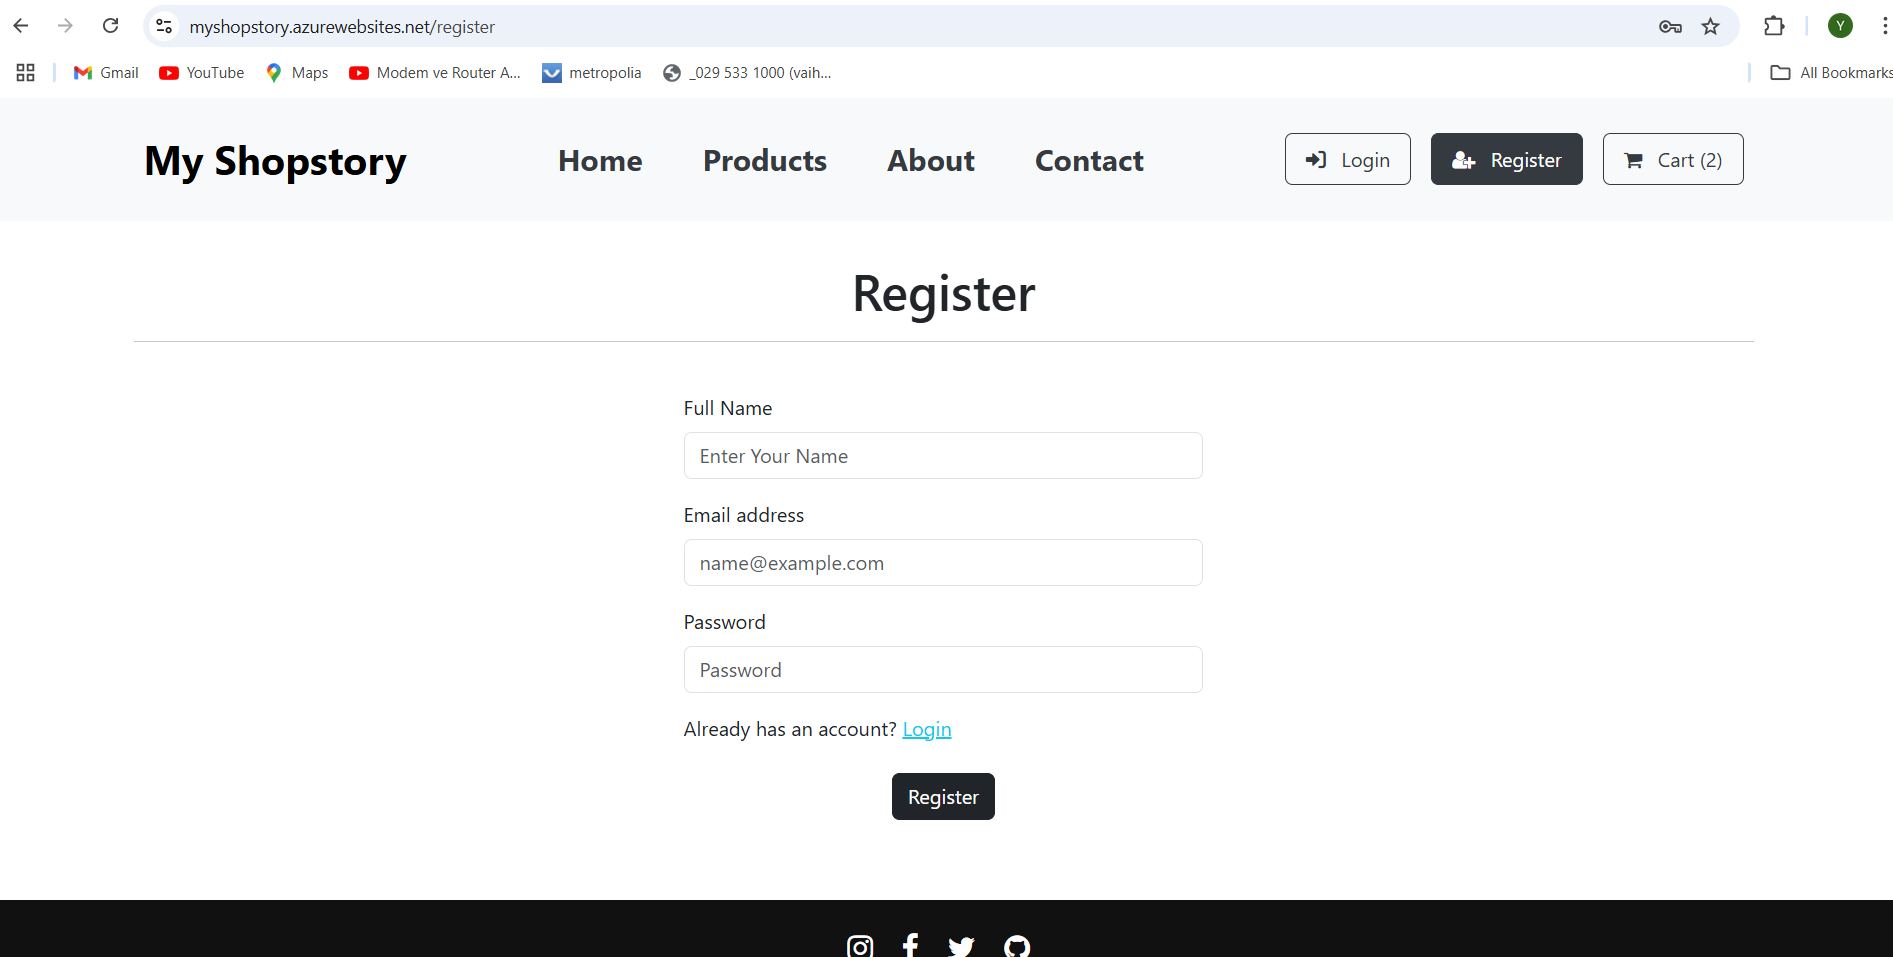 myshopstory.azurewebsites.net/register
Y
Gmail
YouTube
Maps
Modem ve Router A...
metropolia
_029 533 1000 (vaih...
All Bookmarks
My Shopstory
Home
Products
About
Contact
Login
Register
Cart (2)
Register
Full Name
Enter Your Name
Email address
name@example.com
Password
Password
Already has an account? Login
Register